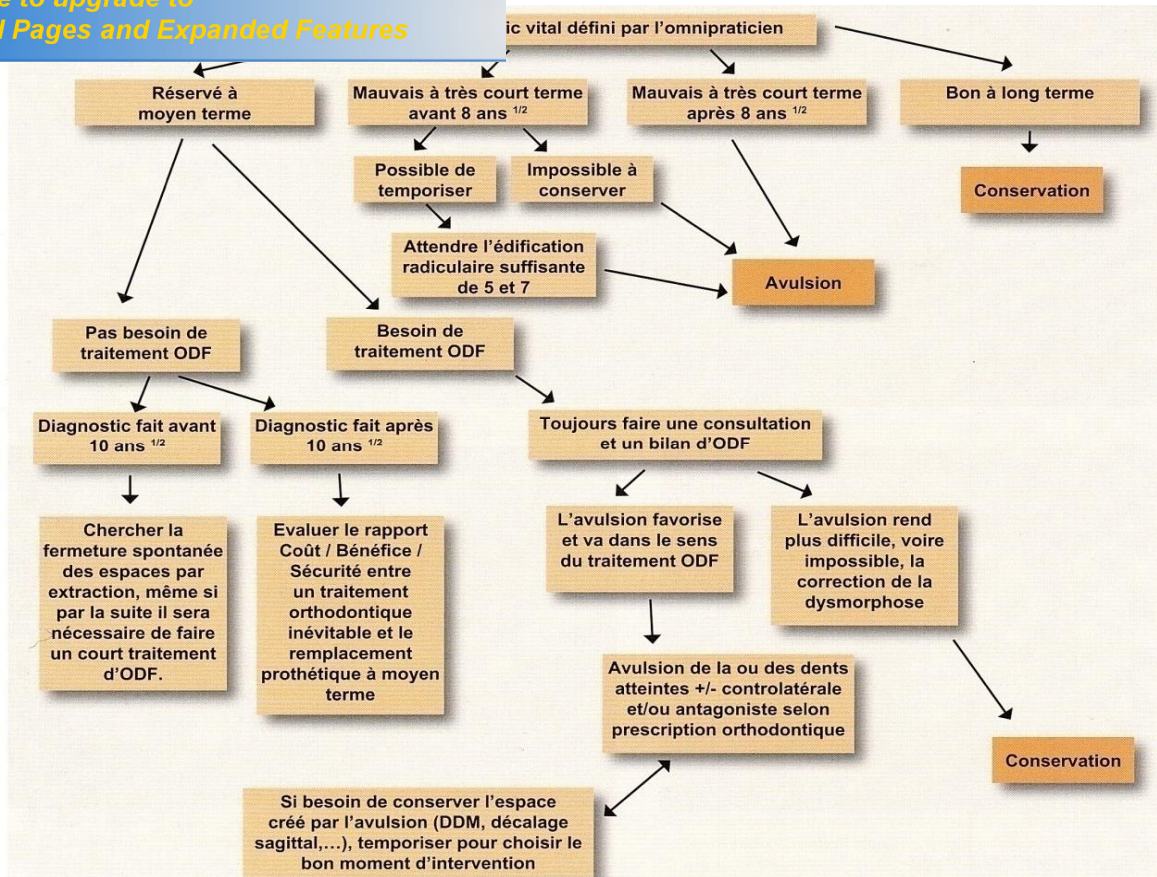 to upgrade to
Pages and Expanded Features
vital défini par l'omnipraticien
Réservé à
moyen terme
Mauvais à très court terme
avant 8 ans 1/2
Mauvais à très court terme
après 8 ans 1/2
Bon à long terme
Possible de
temporiser
Impossible à
conserver
Conservation
Attendre l'édification
radiculaire suffisante
de 5 et 7
Avulsion
Pas besoin de
traitement ODF
Besoin de
traitement ODF
Diagnostic fait avant
10 ans 1/2
Diagnostic fait après
10 ans 1/2
Toujours faire une consultation
et un bilan d'ODF
Chercher la
fermeture spontanée
des espaces par
extraction, même si
par la suite il sera
nécessaire de faire
un court traitement
d'ODF.
Evaluer le rapport
Coût / Bénéfice /
Sécurité entre
un traitement
orthodontique
inévitable et le
remplacement
prothétique à moyen
terme
L'avulsion favorise
et va dans le sens
du traitement ODF
L'avulsion rend
plus difficile, voire
impossible, la
correction de la
dysmorphose
Avulsion de la ou des dents
atteintes +/- controlatérale
et/ou antagoniste selon
prescription orthodontique
Conservation
Si besoin de conserver l'espace
créé par l'avulsion (DDM, décalage
sagittal,...), temporiser pour choisir le
bon moment d'intervention